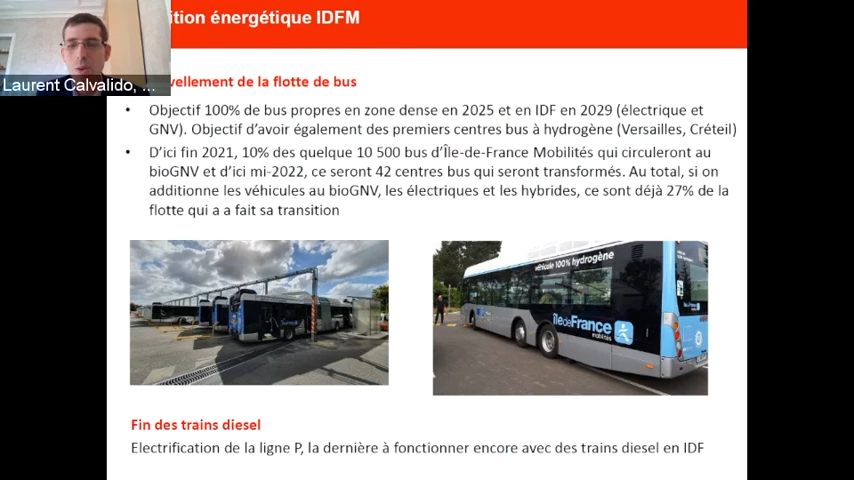 ition énergétique IDFM
Laurent Calvalido, ...
vellement de la flotte de bus
• Objectif 100% de bus propres en zone dense en 2025 et en IDF en 2029 (électrique et
GNV). Objectif d'avoir également des premiers centres bus à hydrogène (Versailles, Créteil)
• D'ici fin 2021, 10% des quelque 10 500 bus d'Île-de-France Mobilités qui circuleront au
bioGNV et d'ici mi-2022, ce seront 42 centres bus qui seront transformés. Au total, si on
additionne les véhicules au bioGNV, les électriques et les hybrides, ce sont déjà 27% de la
flotte qui a a fait sa transition
véhicule 100% hydrogène
îledeFrance
mobilités
Fin des trains diesel
Electrification de la ligne P, la dernière à fonctionner encore avec des trains diesel en IDF